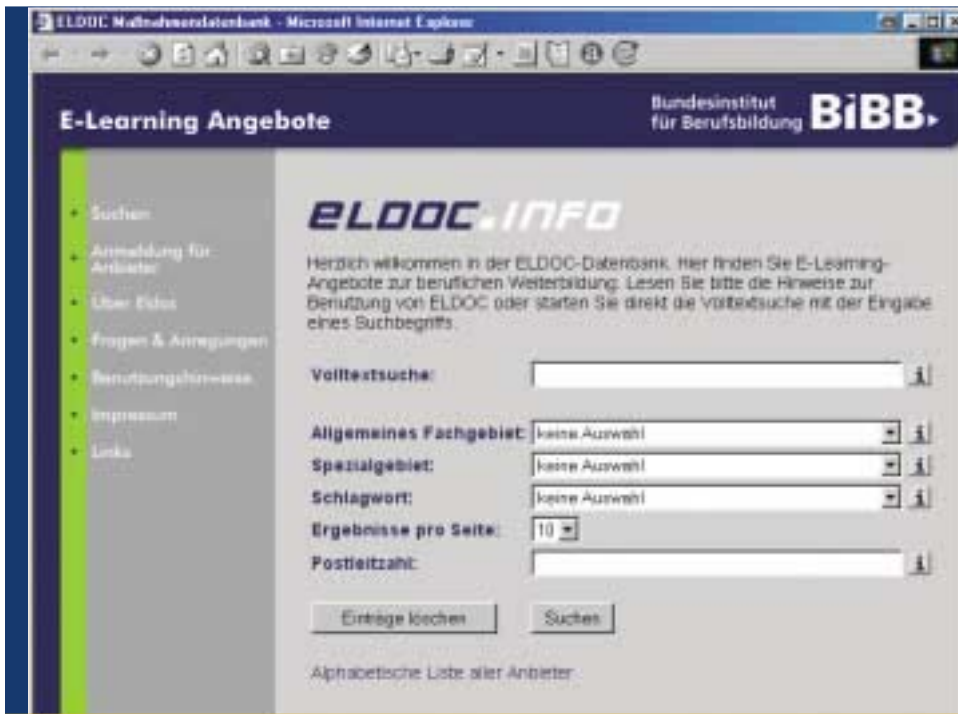 ELDOC Maßnahmendatenbank - Microsoft Internet Explorer
E-Learning Angebote
Bundesinstitut
für Berufsbildung BiBB
Suchen
Anmeldung für
Anbieter
Über Eldoc
Fragen & Anregungen
Benutzungshinweise
Impressum
Links
ELDOC.INFO
Herzlich willkommen in der ELDOC-Datenbank. Hier finden Sie E-Learning-
Angebote zur beruflichen Weiterbildung. Lesen Sie bitte die Hinweise zur
Benutzung von ELDOC oder starten Sie direkt die Volltextsuche mit der Eingabe
eines Suchbegriffs.
Volltextsuche: i
Allgemeines Fachgebiet: keine Auswahl i
Spezialgebiet: keine Auswahl i
Schlagwort: keine Auswahl i
Ergebnisse pro Seite: 10
Postleitzahl: i
Einträge löschen Suchen
Alphabetische Liste aller Anbieter